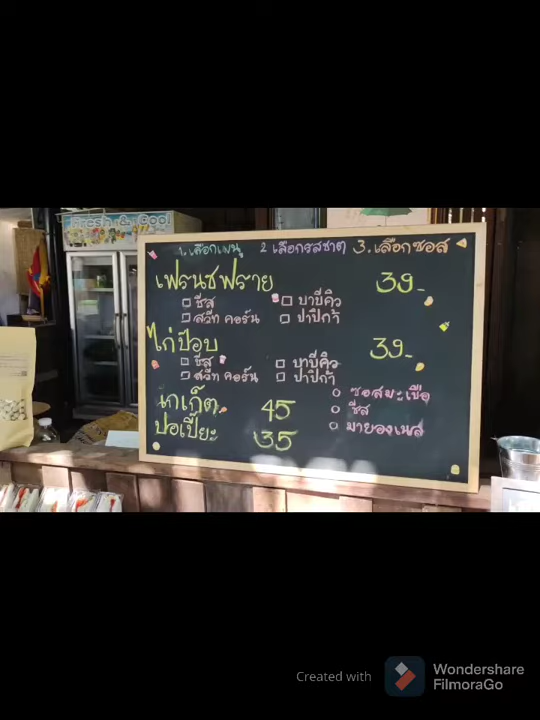 Fresh & Cool
1. เลือกเมนู 2 เลือกรสชาต 3. เลือกซอส
เฟรนชฟราย 39.-
ชีส บาบีคิว
สวีท คอร์น ปาปิก้า
ไก่ป๊อบ 39.-
ชีส บาบีคิว
สวีท คอร์น ปาปิก้า
ซอสมะเขือ
นักเก็ต 45 ชีส
ปอเปี๊ยะ 35 มายองเนส
Created with Wondershare FilmoraGo